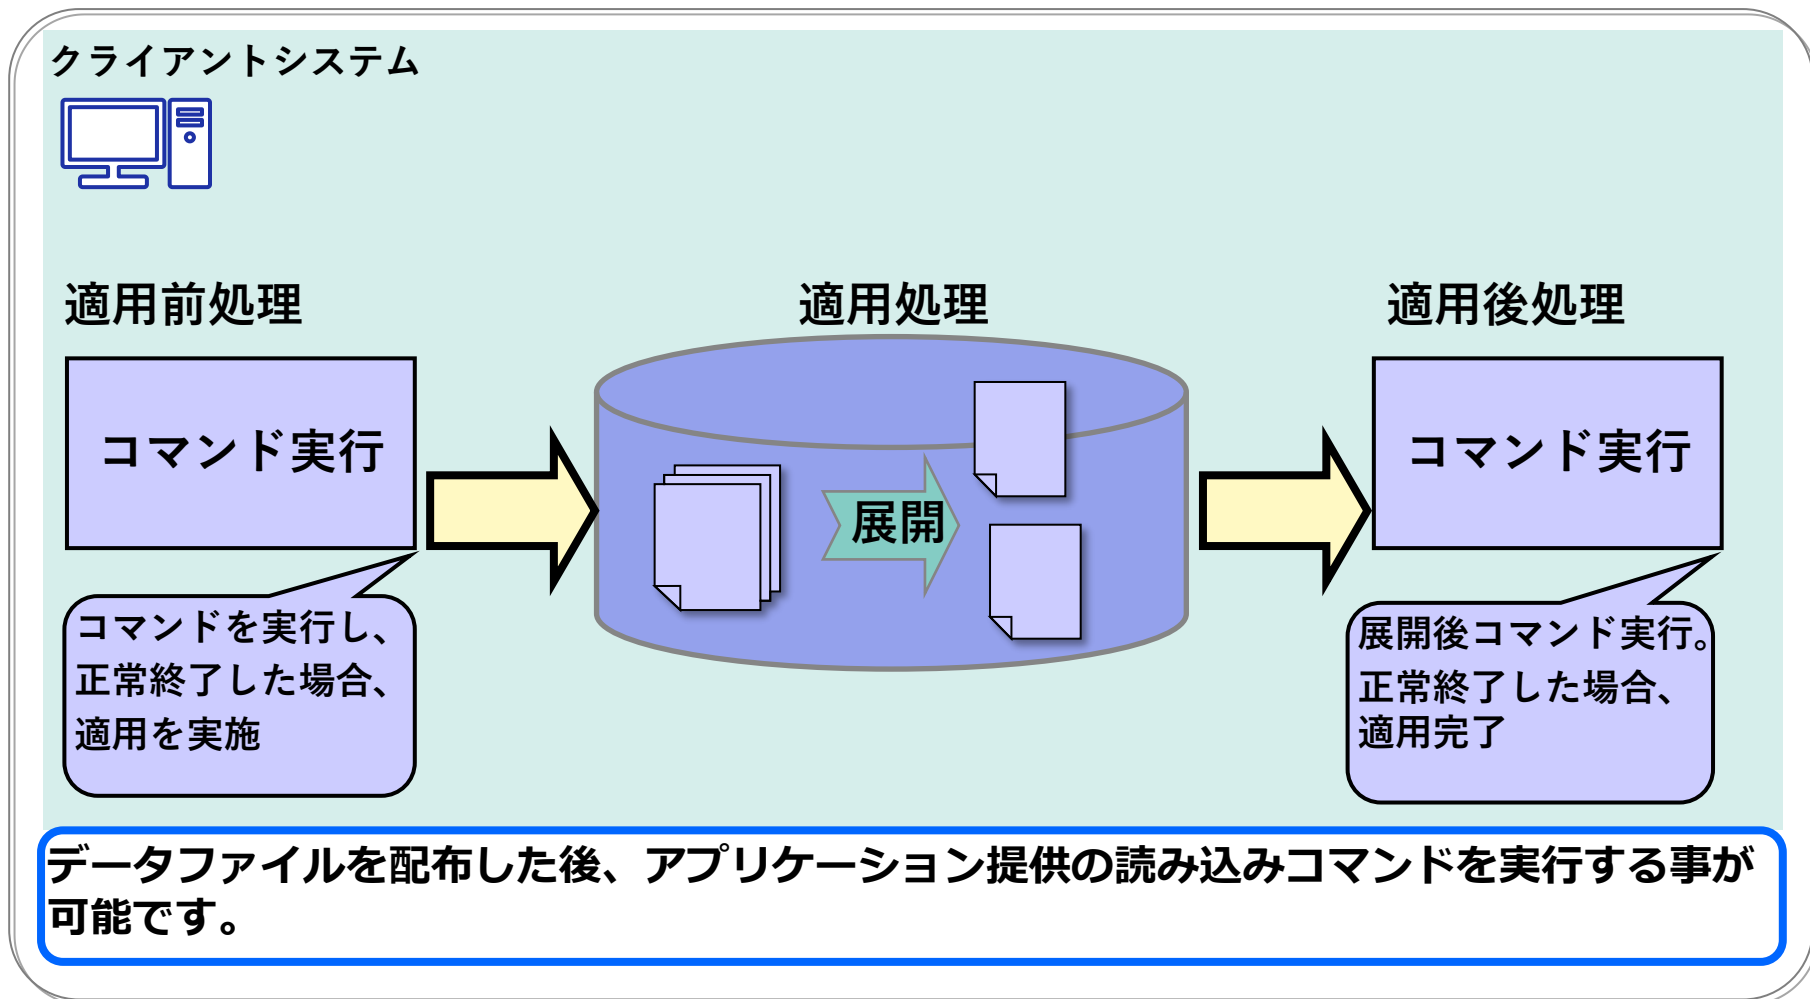 クライアントシステム
適用前処理
適用処理
適用後処理
コマンド実行
展開
コマンド実行
コマンドを実行し、
正常終了した場合、
適用を実施
展開後コマンド実行。
正常終了した場合、
適用完了
データファイルを配布した後、アプリケーション提供の読み込みコマンドを実行する事が
可能です。